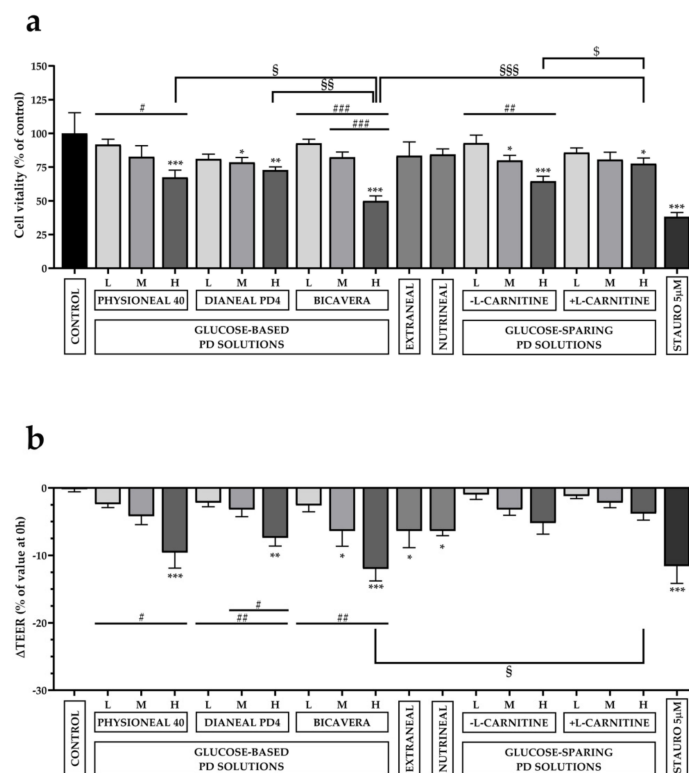 a
$
§
§§§
§§
#
###
###
##
Cell vitality (% of control)
150
125
100
75
50
25
0
***
*
**
***
*
***
*
***
CONTROL
L M H L M H L M H
PHYSIONEAL 40 DIANEAL PD4 BICAVERA
GLUCOSE-BASED
PD SOLUTIONS
EXTRANEAL
NUTRINEAL
L M H L M H
-L-CARNITINE +L-CARNITINE
GLUCOSE-SPARING
PD SOLUTIONS
STAURO 5µM
b
ΔTEER (% of value at 0h)
0
-10
-20
-30
***
**
*
***
*
*
***
#
#
##
##
§
CONTROL
L M H L M H L M H
PHYSIONEAL 40 DIANEAL PD4 BICAVERA
GLUCOSE-BASED
PD SOLUTIONS
EXTRANEAL
NUTRINEAL
L M H L M H
-L-CARNITINE +L-CARNITINE
GLUCOSE-SPARING
PD SOLUTIONS
STAURO 5µM